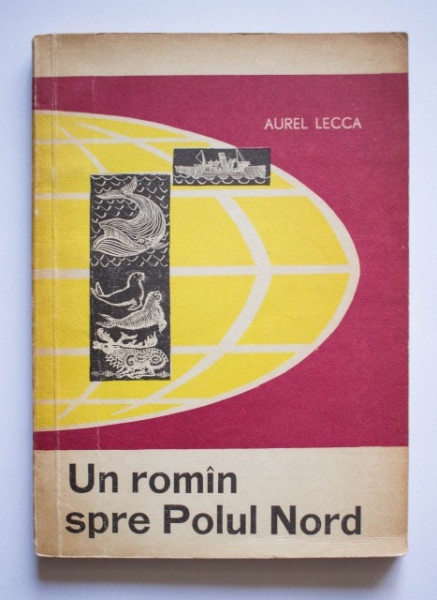 AUREL LECCA
Un romîn
spre Polul Nord